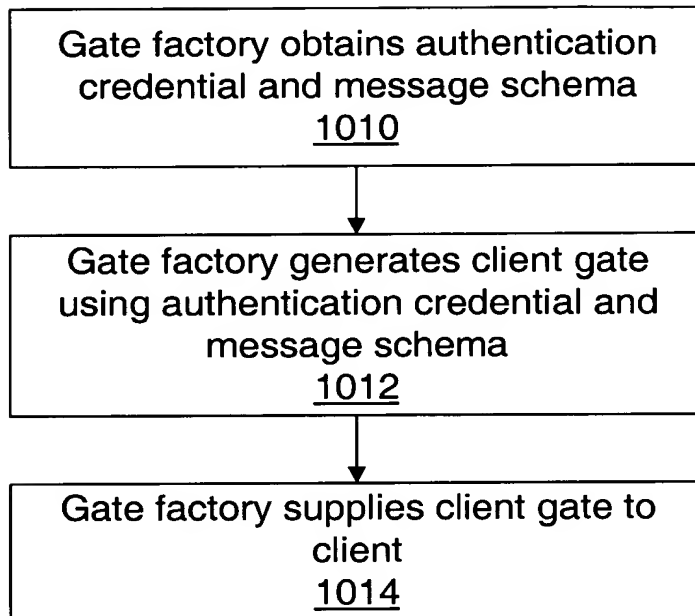 Gate factory obtains authentication
credential and message schema
1010
Gate factory generates client gate
using authentication credential and
message schema
1012
Gate factory supplies client gate to
client
1014